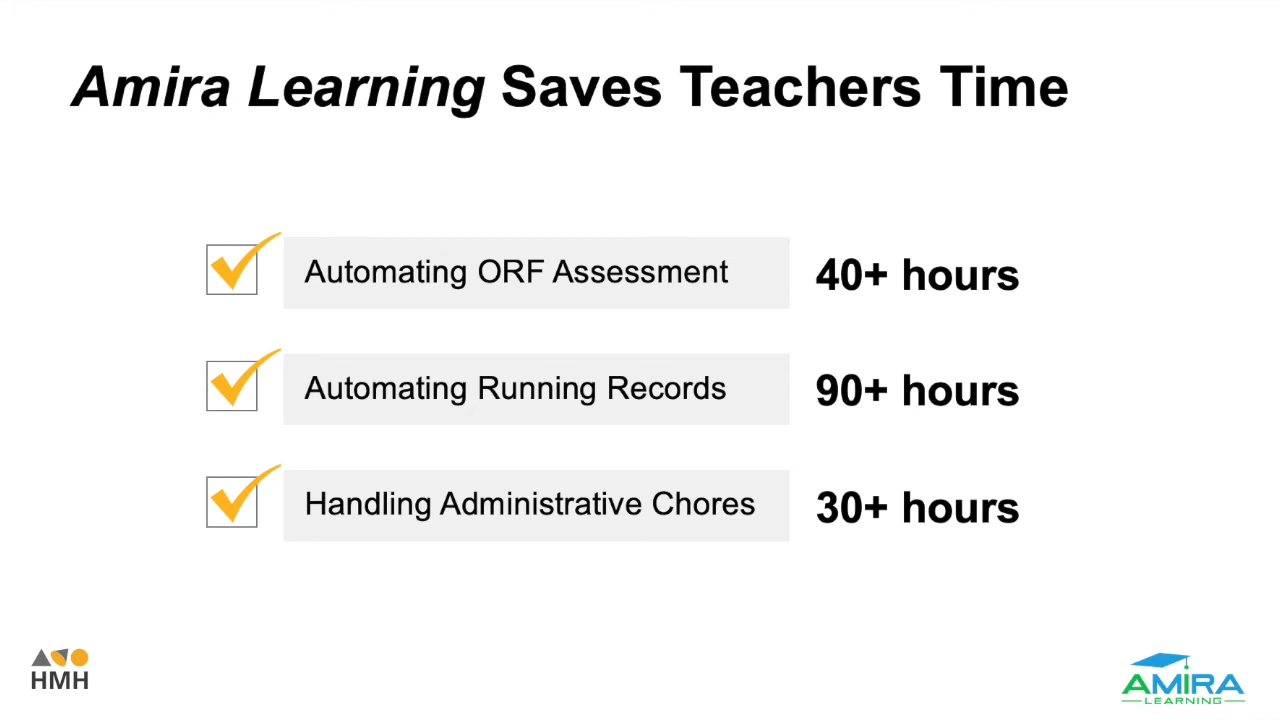 Amira Learning Saves Teachers Time
Automating ORF Assessment 40+ hours
Automating Running Records 90+ hours
Handling Administrative Chores 30+ hours
HMH
AMIRA
LEARNING